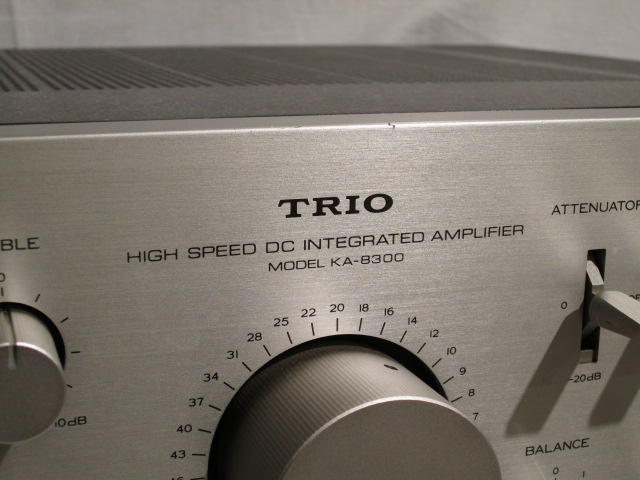 TRIO
HIGH SPEED DC INTEGRATED AMPLIFIER
MODEL KA-8300
ATTENUATOR
0
-20dB
BALANCE
0
BLE
0
10dB
43
40
37
34
31
28
25
22
20
18
16
14
12
10
9
8
7